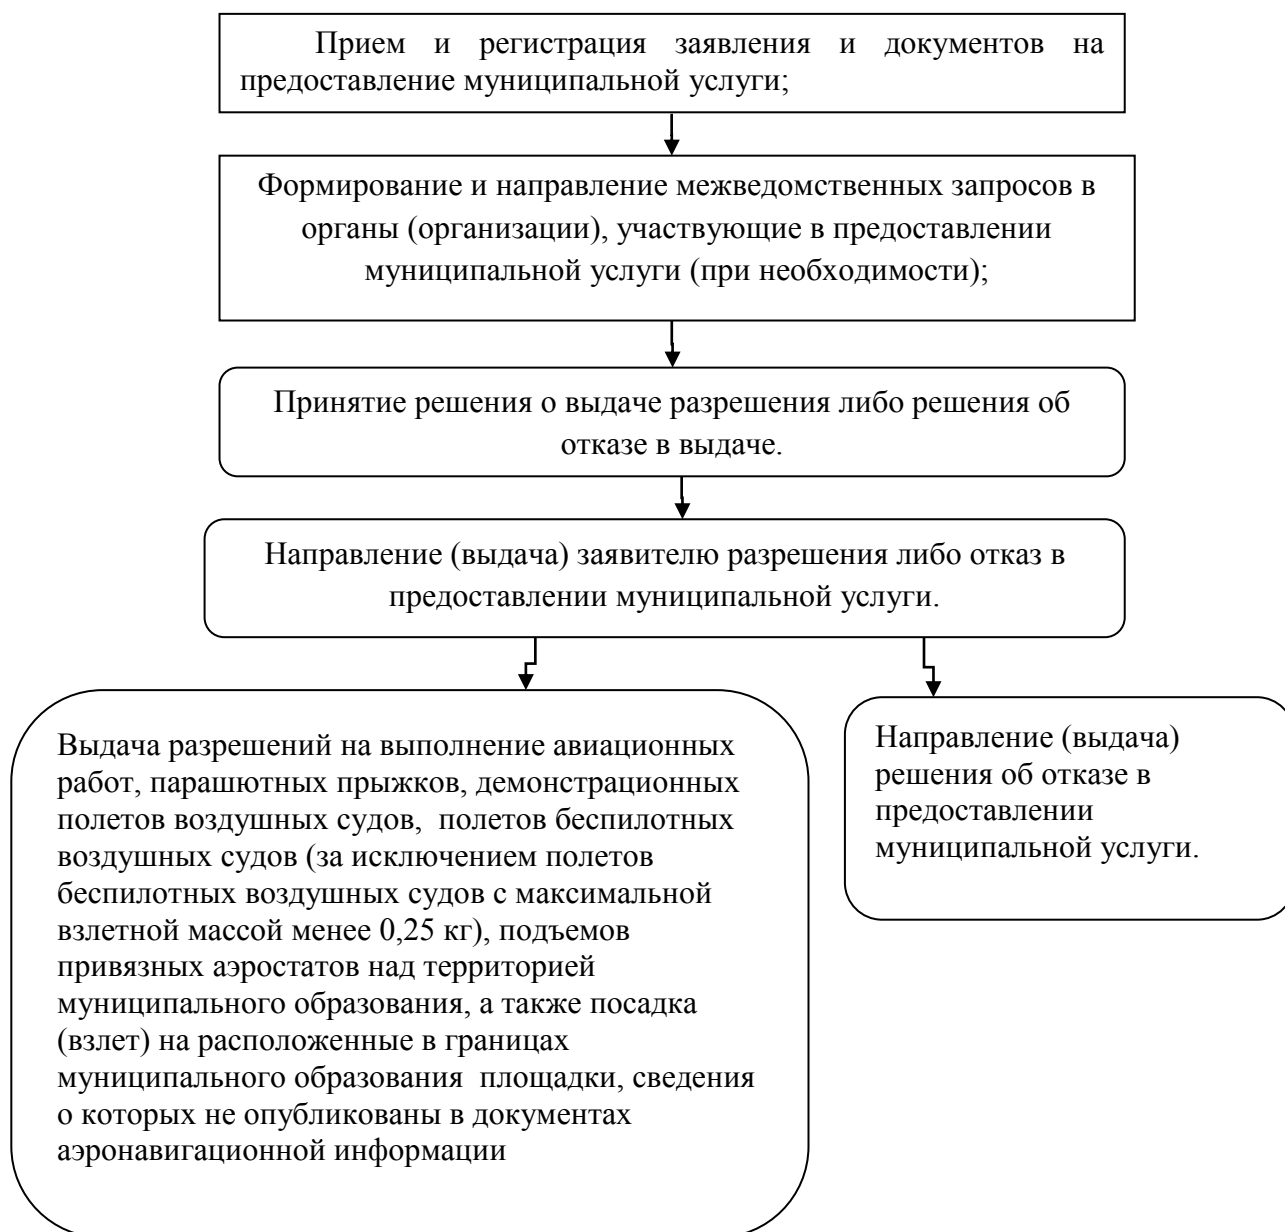 Прием и регистрация заявления и документов на
предоставление муниципальной услуги;
Формирование и направление межведомственных запросов в
органы (организации), участвующие в предоставлении
муниципальной услуги (при необходимости);
Принятие решения о выдаче разрешения либо решения об
отказе в выдаче.
Направление (выдача) заявителю разрешения либо отказ в
предоставлении муниципальной услуги.
Выдача разрешений на выполнение авиационных
работ, парашютных прыжков, демонстрационных
полетов воздушных судов, полетов беспилотных
воздушных судов (за исключением полетов
беспилотных воздушных судов с максимальной
взлетной массой менее 0,25 кг), подъемов
привязных аэростатов над территорией
муниципального образования, а также посадка
(взлет) на расположенные в границах
муниципального образования площадки, сведения
о которых не опубликованы в документах
аэронавигационной информации
Направление (выдача)
решения об отказе в
предоставлении
муниципальной услуги.